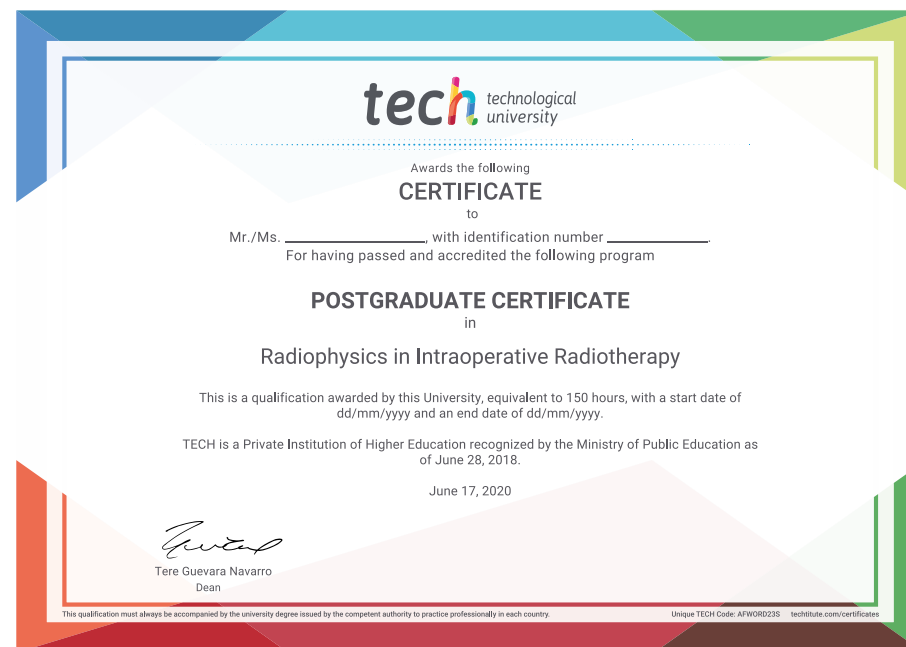 tech technological
university
Awards the following
CERTIFICATE
to
Mr./Ms. ____________________, with identification number ______________.
For having passed and accredited the following program
POSTGRADUATE CERTIFICATE
in
Radiophysics in Intraoperative Radiotherapy
This is a qualification awarded by this University, equivalent to 150 hours, with a start date of
dd/mm/yyyy and an end date of dd/mm/yyyy.
TECH is a Private Institution of Higher Education recognized by the Ministry of Public Education as
of June 28, 2018.
June 17, 2020
Tere Guevara Navarro
Dean
This qualification must always be accompanied by the university degree issued by the competent authority to practice professionally in each country. Unique TECH Code: AFWORD23S techtitute.com/certificates